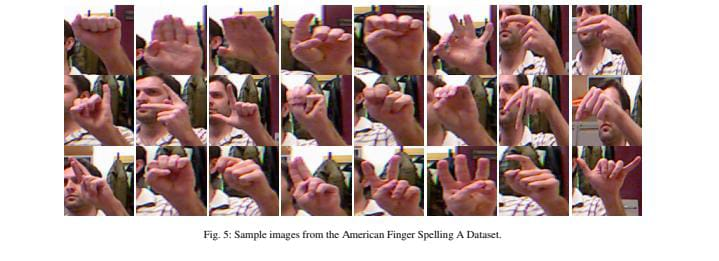 Fig. 5: Sample images from the American Finger Spelling A Dataset.